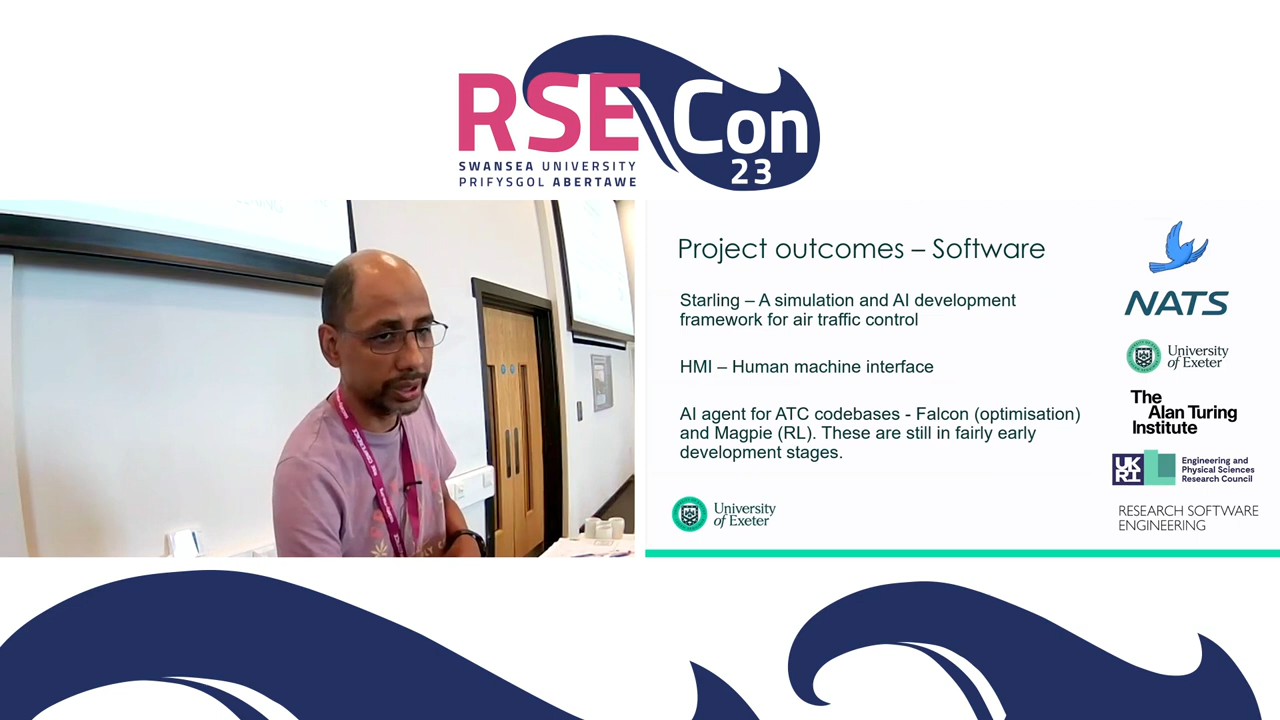 RSE Con
23
SWANSEA UNIVERSITY
PRIFYSGOL ABERTAWE
Project outcomes – Software
Starling – A simulation and AI development
framework for air traffic control
HMI – Human machine interface
AI agent for ATC codebases - Falcon (optimisation)
and Magpie (RL). These are still in fairly early
development stages.
University
of Exeter
NATS
University
of Exeter
The
Alan Turing
Institute
UK
RI
Engineering and
Physical Sciences
Research Council
RESEARCH SOFTWARE
ENGINEERING